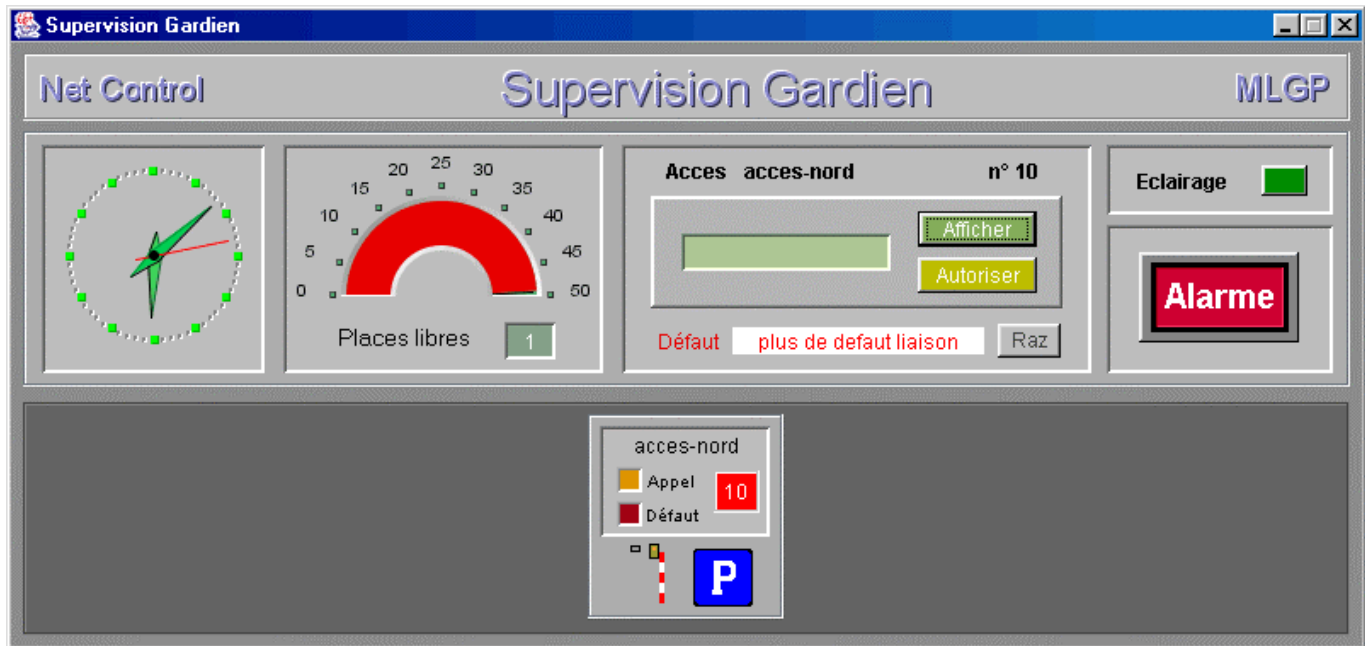 Supervision Gardien
Net Control
Supervision Gardien
MLGP
0
5
10
15
20
25
30
35
40
45
50
Places libres 1
Acces acces-nord n° 10
Afficher
Autoriser
Défaut plus de defaut liaison Raz
Eclairage
Alarme
acces-nord
Appel
10
Défaut
P